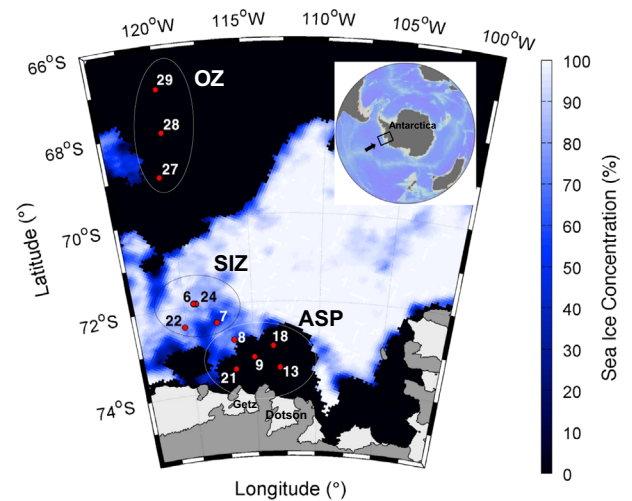 120°W
115°W
110°W
105°W
100°W
66°S
68°S
70°S
72°S
74°S
Latitude (°)
Longitude (°)
29
OZ
28
27
Antarctica
SIZ
6
24
7
22
ASP
8
18
9
13
21
Getz
Dotson
100
90
80
70
60
50
40
30
20
10
0
Sea Ice Concentration (%)